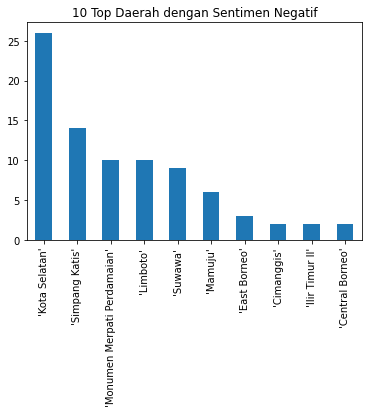 10 Top Daerah dengan Sentimen Negatif
25
20
15
10
5
0
'Kota Selatan'
'Simpang Katis'
'Monumen Merpati Perdamaian'
'Limboto'
'Suwawa'
'Mamuju'
'East Borneo'
'Cimanggis'
'Ilir Timur II'
'Central Borneo'